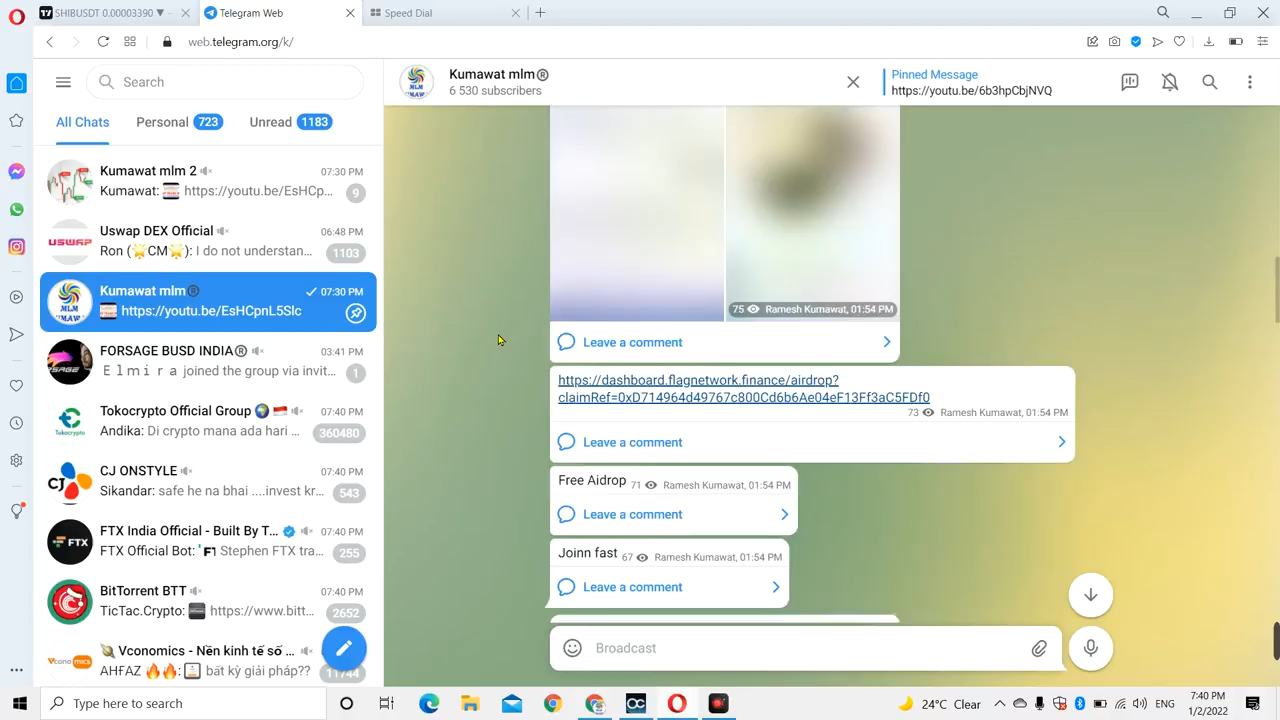 SHIBUSDT 0.00003390 ▼
Telegram Web
Speed Dial
web.telegram.org/k/
Search
All Chats
Personal 723
Unread 1183
Kumawat mlm 2
07:30 PM
Kumawat: https://youtu.be/EsHCp...
9
Uswap DEX Official
06:48 PM
USWAP
Ron (🌟CM🌟): I do not understan...
1103
Kumawat mlm®
07:30 PM
https://youtu.be/EsHCpnL5SIc
FORSAGE BUSD INDIA®
03:41 PM
E l m i r a joined the group via invit...
1
Tokocrypto Official Group
07:40 PM
Tokocrypto
Andika: Di crypto mana ada hari ...
360480
CJ ONSTYLE
07:40 PM
Sikandar: safe he na bhai ....invest kr...
543
FTX India Official - Built By T...
07:40 PM
FTX
FTX Official Bot: Stephen FTX tra...
255
BitTorrent BTT
07:40 PM
TicTac.Crypto: https://www.bitt...
2652
Vconomics - Nền kinh tế số ...
07:40 PM
AHFAZ 🔥🔥: bất kỳ giải pháp??
11744
Kumawat mlm®
6 530 subscribers
Pinned Message
https://youtu.be/6b3hpCbjNVQ
75 Ramesh Kumawat, 01:54 PM
Leave a comment
https://dashboard.flagnetwork.finance/airdrop?
claimRef=0xD714964d49767c800Cd6b6Ae04eF13Ff3aC5FDf0
73 Ramesh Kumawat, 01:54 PM
Leave a comment
Free Aidrop 71 Ramesh Kumawat, 01:54 PM
Leave a comment
Joinn fast 67 Ramesh Kumawat, 01:54 PM
Leave a comment
Broadcast
Type here to search
24°C Clear
ENG
7:40 PM
1/2/2022